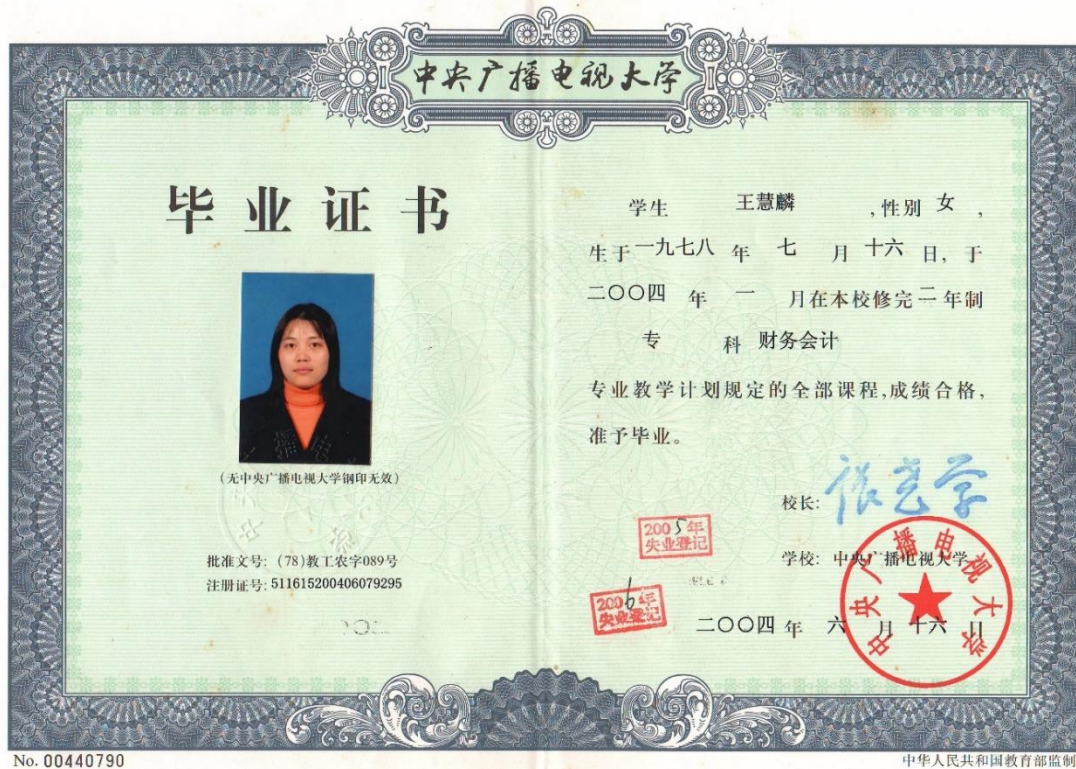 中央广播电视大学
毕业证书
(无中央广播电视大学钢印无效)
批准文号: (78)教工农字089号
注册证号: 511615200406079295
学生 王慧麟 ,性别 女 ,
生于 一九七八 年 七 月 十六 日, 于
二〇〇四 年 一 月在本校修完 二 年制
专 科 财务会计
专业教学计划规定的全部课程,成绩合格,
准予毕业。
校长: 张尧学
2005年
失业登记
学校: 中央广播电视大学
2006年
失业登记
二〇〇四 年 六 月 十六 日
中央广播电视大学
No. 00440790
中华人民共和国教育部监制